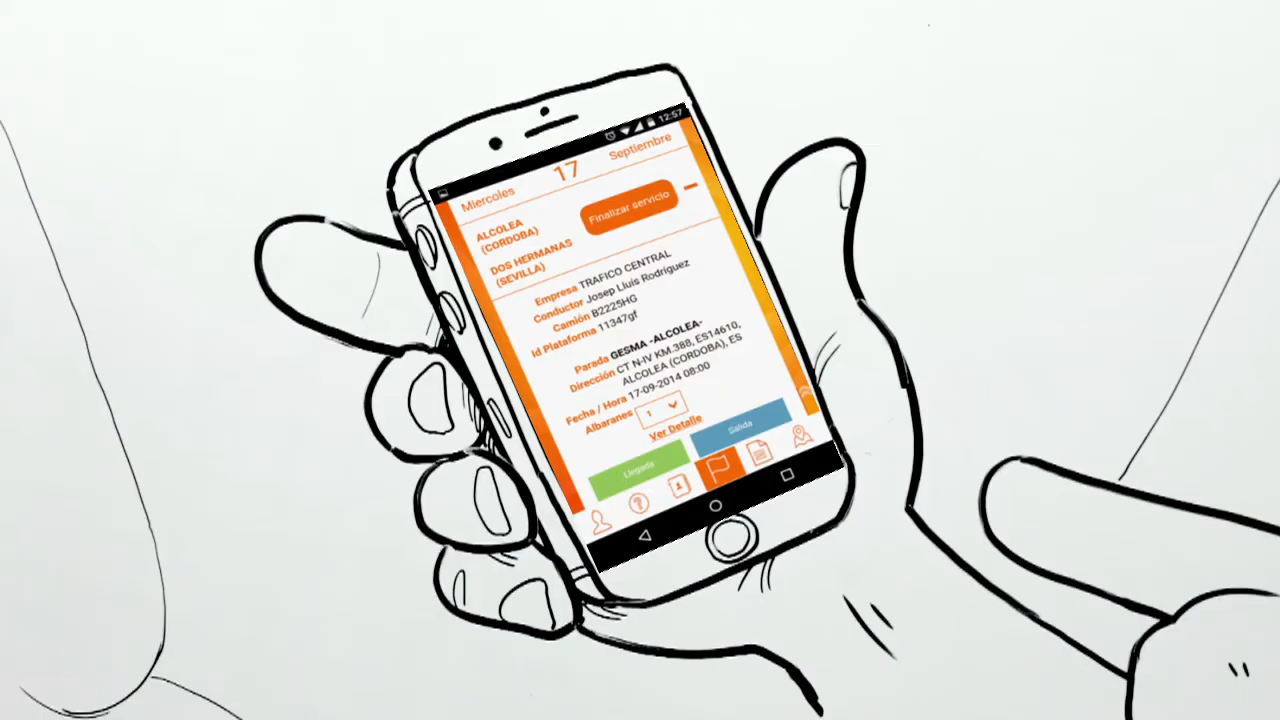 12:57
Miercoles 17 Septiembre
ALCOLEA
(CORDOBA)
Finalizar servicio
DOS HERMANAS
(SEVILLA)
Empresa TRAFICO CENTRAL
Conductor Josep Lluis Rodriguez
Camión B2225HG
Id Plataforma 11347gf
Parada GESMA -ALCOLEA-
Dirección CT N-IV KM.388, ES14610,
ALCOLEA (CORDOBA), ES
Fecha / Hora 17-09-2014 08:00
Albaranes 1
Ver Detalle
Llegada Salida